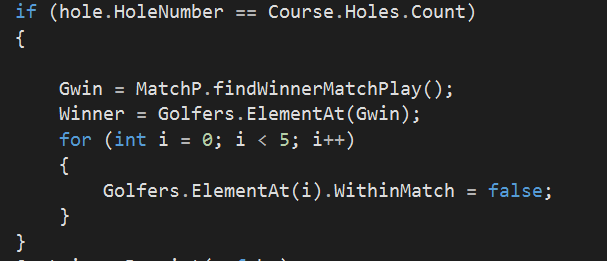 if (hole.HoleNumber == Course.Holes.Count)
{
Gwin = MatchP.findWinnerMatchPlay();
Winner = Golfers.ElementAt(Gwin);
for (int i = 0; i < 5; i++)
{
Golfers.ElementAt(i).WithinMatch = false;
}
}